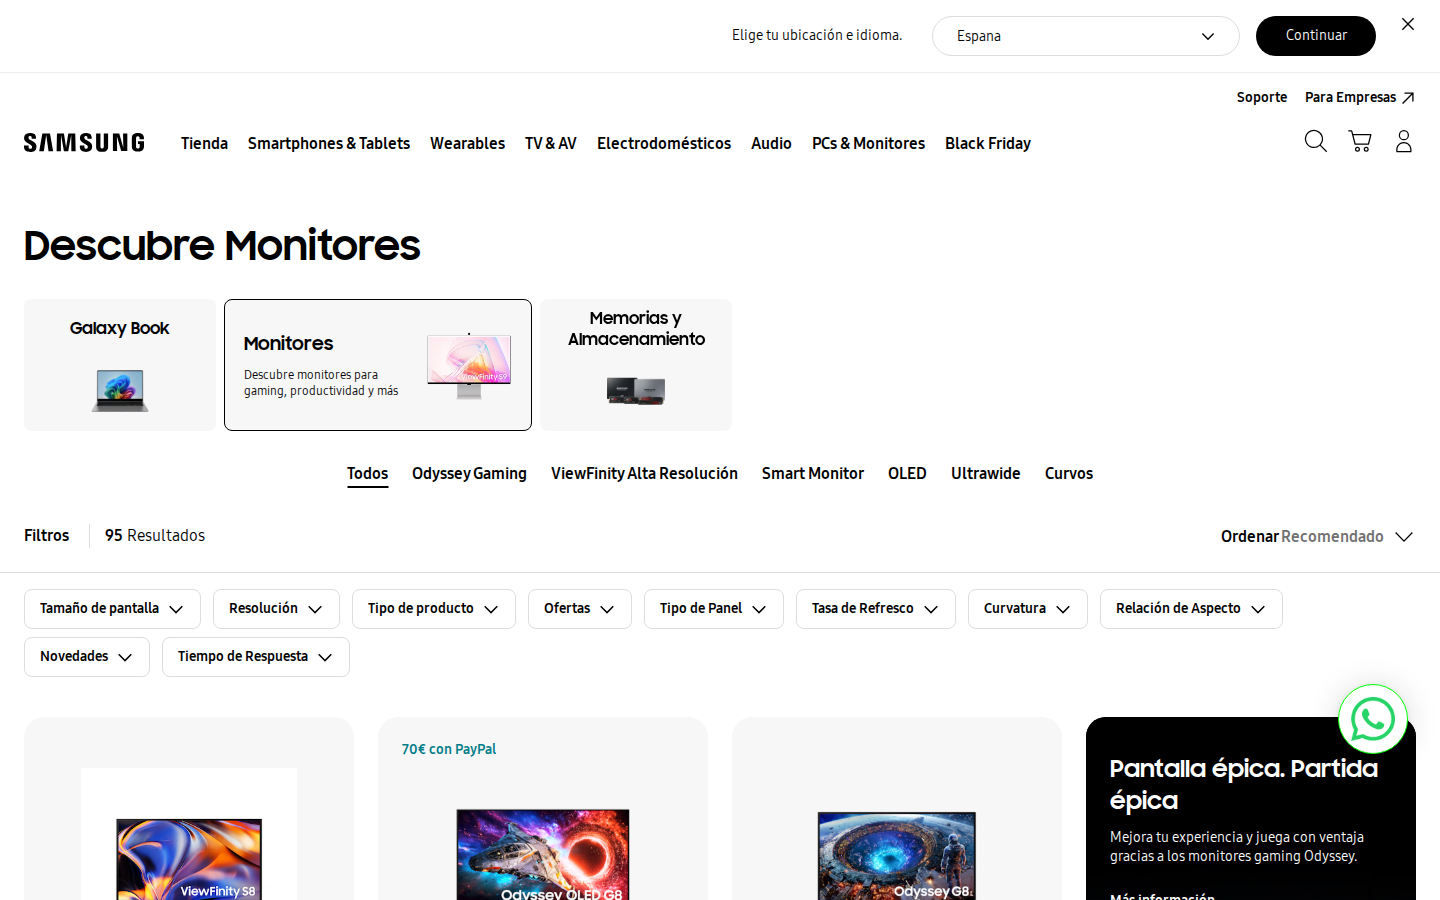 Elige tu ubicación e idioma.
Espana
Continuar
Soporte
Para Empresas
SAMSUNG
Tienda
Smartphones & Tablets
Wearables
TV & AV
Electrodomésticos
Audio
PCs & Monitores
Black Friday
Descubre Monitores
Galaxy Book
Monitores
Descubre monitores para
gaming, productividad y más
ViewFinity S9
Memorias y
Almacenamiento
Todos
Odyssey Gaming
ViewFinity Alta Resolución
Smart Monitor
OLED
Ultrawide
Curvos
Filtros
95 Resultados
Ordenar Recomendado
Tamaño de pantalla
Resolución
Tipo de producto
Ofertas
Tipo de Panel
Tasa de Refresco
Curvatura
Relación de Aspecto
Novedades
Tiempo de Respuesta
ViewFinity S8
70€ con PayPal
Odyssey OLED G8
Odyssey G8
Pantalla épica. Partida
épica
Mejora tu experiencia y juega con ventaja
gracias a los monitores gaming Odyssey.
Más información